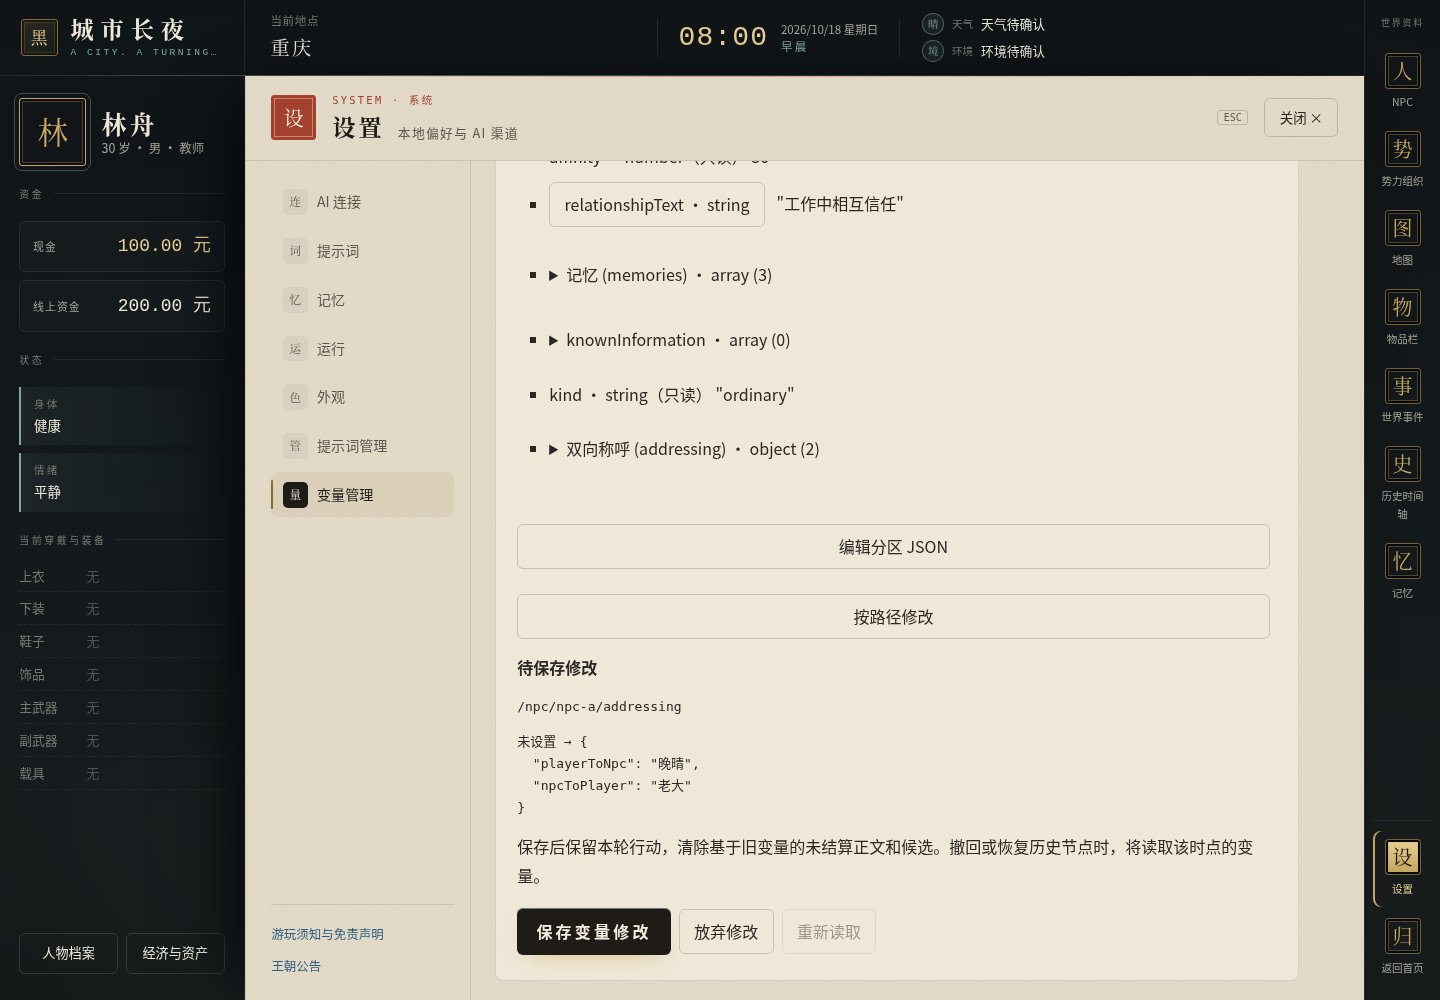 黑
城市长夜
A CITY. A TURNING…
当前地点
重庆
08:00
2026/10/18 星期日
早晨
晴 天气 天气待确认
境 环境 环境待确认
世界资料
林
林舟
30 岁 · 男 · 教师
资金
现金 100.00 元
线上资金 200.00 元
状态
身体
健康
情绪
平静
当前穿戴与装备
上衣 无
下装 无
鞋子 无
饰品 无
主武器 无
副武器 无
载具 无
人物档案
经济与资产
设
SYSTEM · 系统
设置 本地偏好与 AI 渠道
ESC
关闭 ×
连 AI 连接
词 提示词
忆 记忆
运 运行
色 外观
管 提示词管理
量 变量管理
游玩须知与免责声明
王朝公告
relationshipText · string "工作中相互信任"
▶ 记忆 (memories) · array (3)
▶ knownInformation · array (0)
kind · string（只读） "ordinary"
▶ 双向称呼 (addressing) · object (2)
编辑分区 JSON
按路径修改
待保存修改
/npc/npc-a/addressing
未设置 → {
"playerToNpc": "晚晴",
"npcToPlayer": "老大"
}
保存后保留本轮行动，清除基于旧变量的未结算正文和候选。撤回或恢复历史节点时，将读取该时点的变
量。
保存变量修改
放弃修改
重新读取
人
NPC
势
势力组织
图
地图
物
物品栏
事
世界事件
史
历史时间
轴
忆
记忆
设
设置
归
返回首页